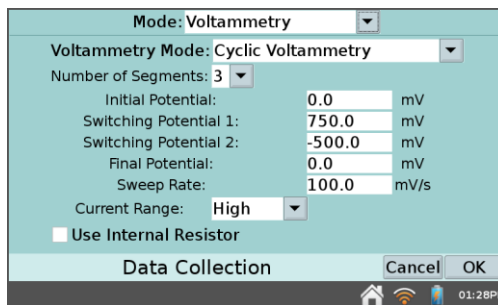 Mode: Voltammetry
Voltammetry Mode: Cyclic Voltammetry
Number of Segments: 3
Initial Potential: 0.0 mV
Switching Potential 1: 750.0 mV
Switching Potential 2: -500.0 mV
Final Potential: 0.0 mV
Sweep Rate: 100.0 mV/s
Current Range: High
Use Internal Resistor
Data Collection Cancel OK
01:28P